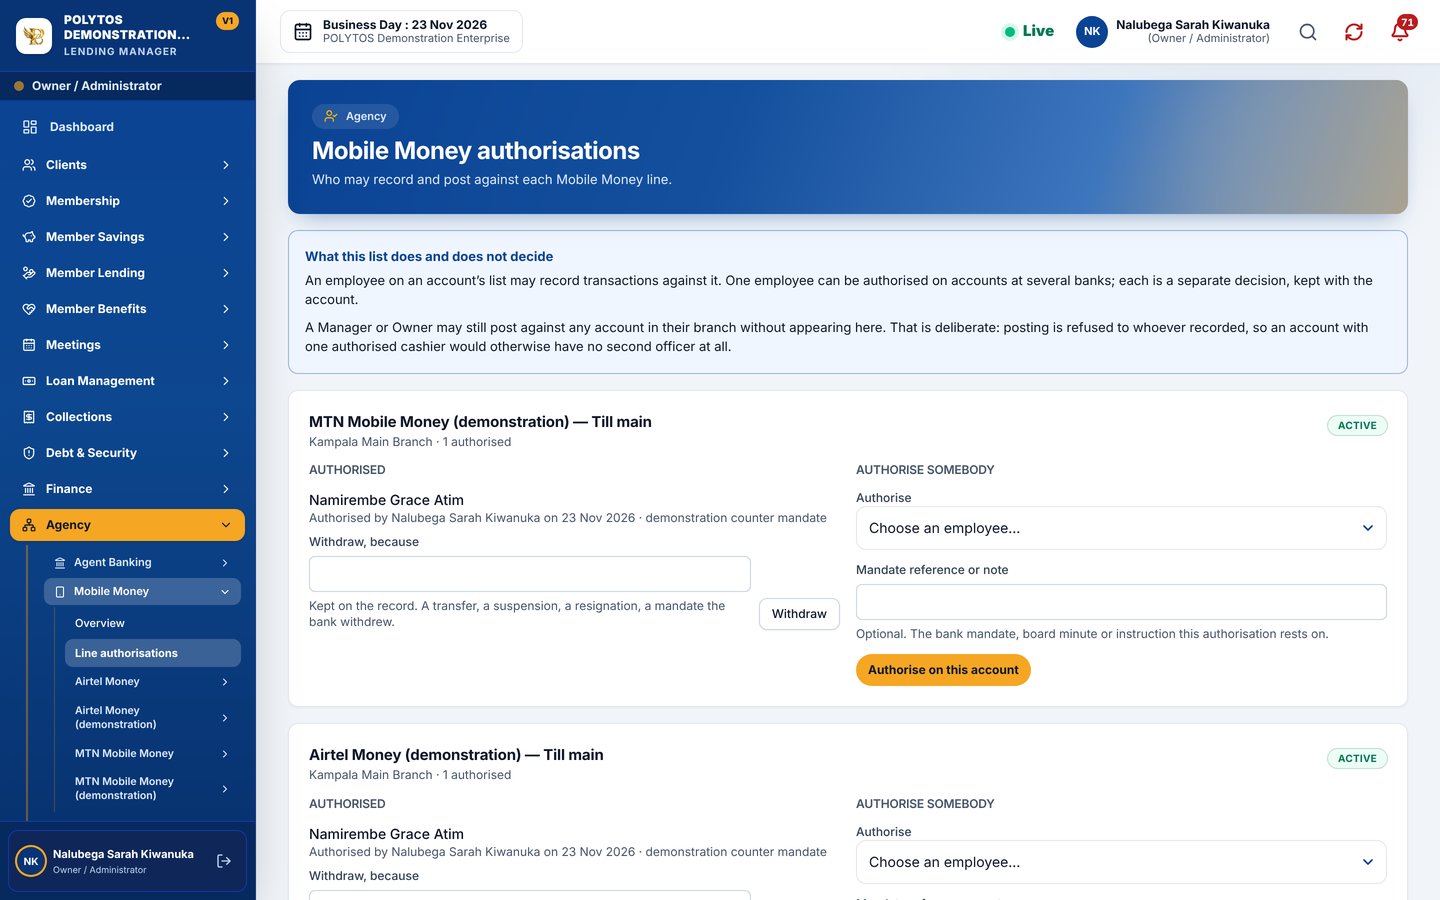 POLYTOS
DEMONSTRATION...
LENDING MANAGER
V1
Owner / Administrator
Dashboard
Clients
Membership
Member Savings
Member Lending
Member Benefits
Meetings
Loan Management
Collections
Debt & Security
Finance
Agency
Agent Banking
Mobile Money
Overview
Line authorisations
Airtel Money
Airtel Money
(demonstration)
MTN Mobile Money
MTN Mobile Money
(demonstration)
NK
Nalubega Sarah Kiwanuka
Owner / Administrator
Business Day : 23 Nov 2026
POLYTOS Demonstration Enterprise
Live
NK
Nalubega Sarah Kiwanuka
(Owner / Administrator)
71
Agency
Mobile Money authorisations
Who may record and post against each Mobile Money line.
What this list does and does not decide
An employee on an account’s list may record transactions against it. One employee can be authorised on accounts at several banks; each is a separate decision, kept with the
account.
A Manager or Owner may still post against any account in their branch without appearing here. That is deliberate: posting is refused to whoever recorded, so an account with
one authorised cashier would otherwise have no second officer at all.
MTN Mobile Money (demonstration) — Till main
Kampala Main Branch · 1 authorised
ACTIVE
AUTHORISED
Namirembe Grace Atim
Authorised by Nalubega Sarah Kiwanuka on 23 Nov 2026 · demonstration counter mandate
Withdraw, because
Kept on the record. A transfer, a suspension, a resignation, a mandate the
bank withdrew.
Withdraw
AUTHORISE SOMEBODY
Authorise
Choose an employee...
Mandate reference or note
Optional. The bank mandate, board minute or instruction this authorisation rests on.
Authorise on this account
Airtel Money (demonstration) — Till main
Kampala Main Branch · 1 authorised
ACTIVE
AUTHORISED
Namirembe Grace Atim
Authorised by Nalubega Sarah Kiwanuka on 23 Nov 2026 · demonstration counter mandate
Withdraw, because
AUTHORISE SOMEBODY
Authorise
Choose an employee...